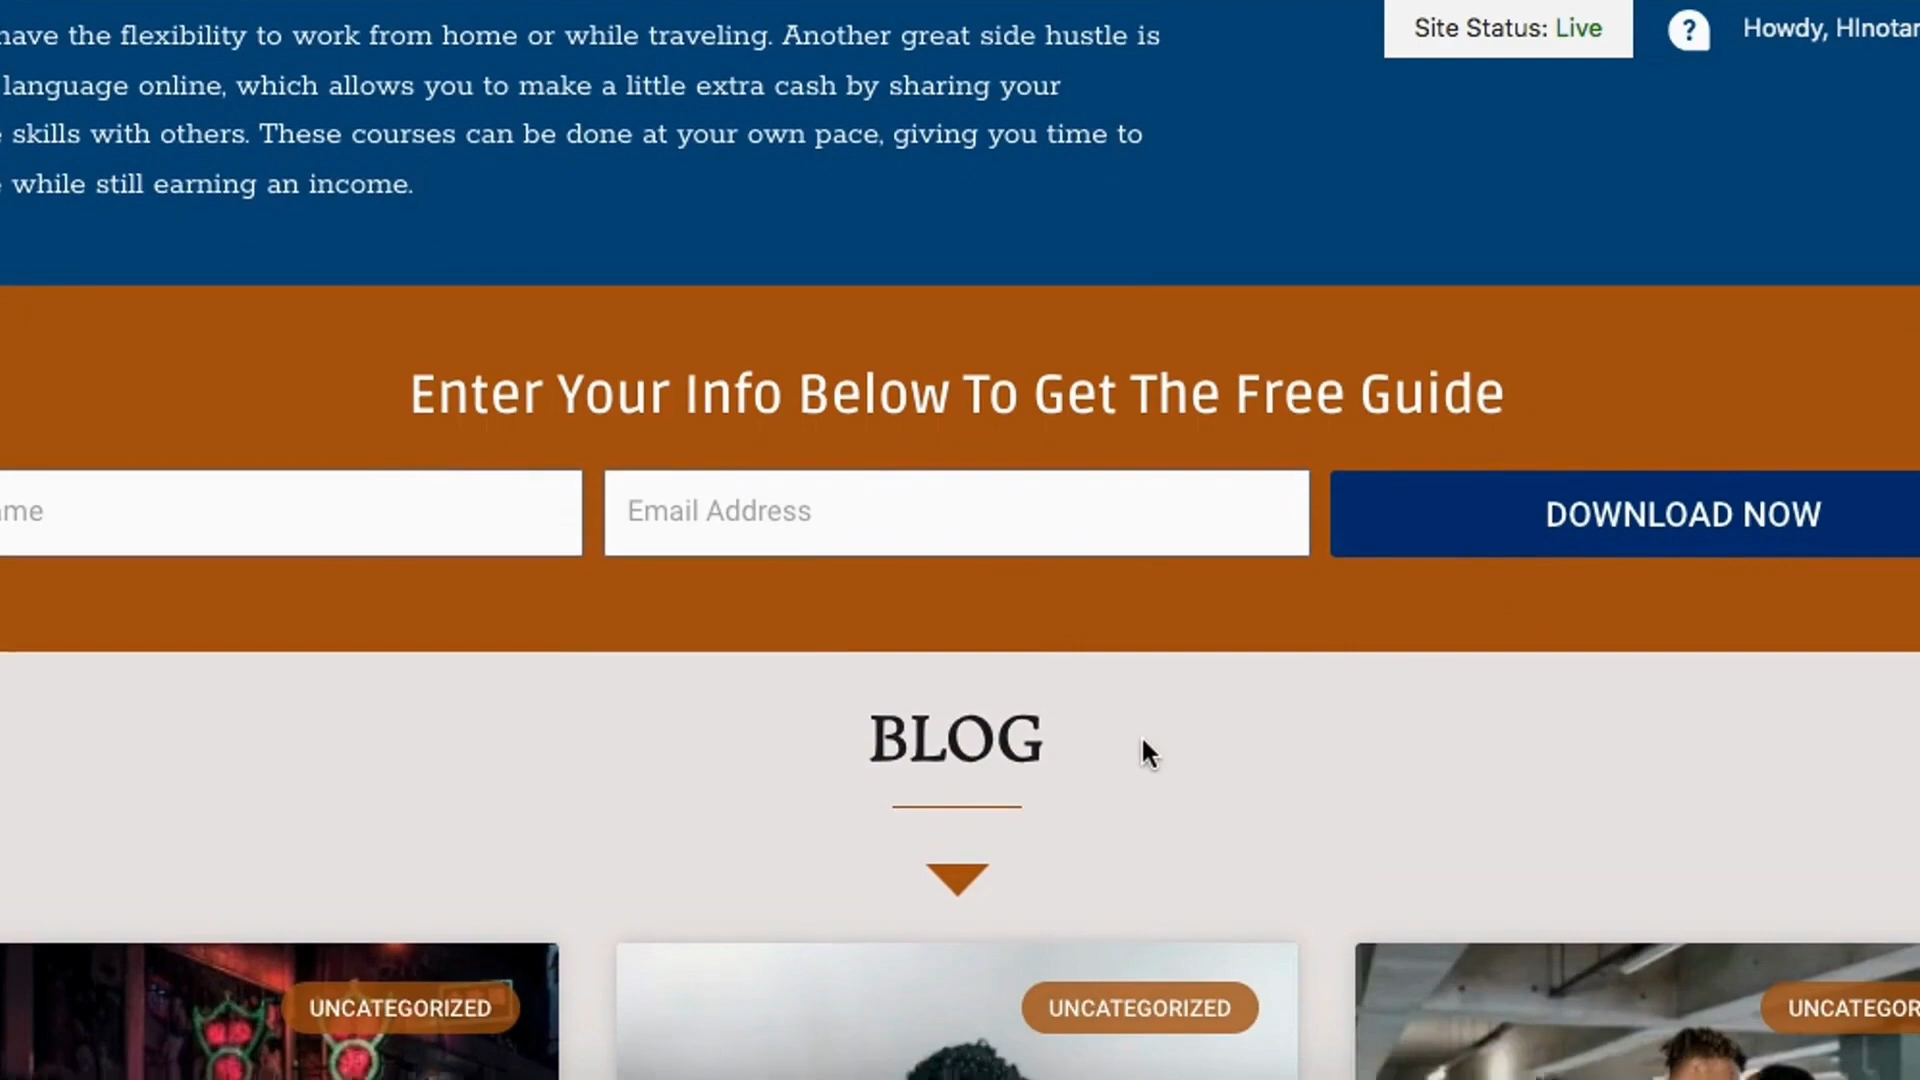 have the flexibility to work from home or while traveling. Another great side hustle is
language online, which allows you to make a little extra cash by sharing your
skills with others. These courses can be done at your own pace, giving you time to
while still earning an income.
Site Status: Live
?
Howdy, HInotar
Enter Your Info Below To Get The Free Guide
ame
Email Address
DOWNLOAD NOW
BLOG
UNCATEGORIZED
UNCATEGORIZED
UNCATEGOR